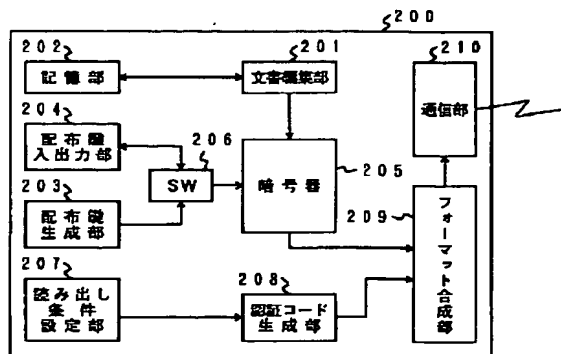 200
202
記憶部
201
文書編集部
210
通信部
204
配布鍵
入出力部
206
SW
205
暗号器
203
配布鍵
生成部
209
フォーマット合成部
207
読み出し
条件
設定部
208
認証コード
生成部